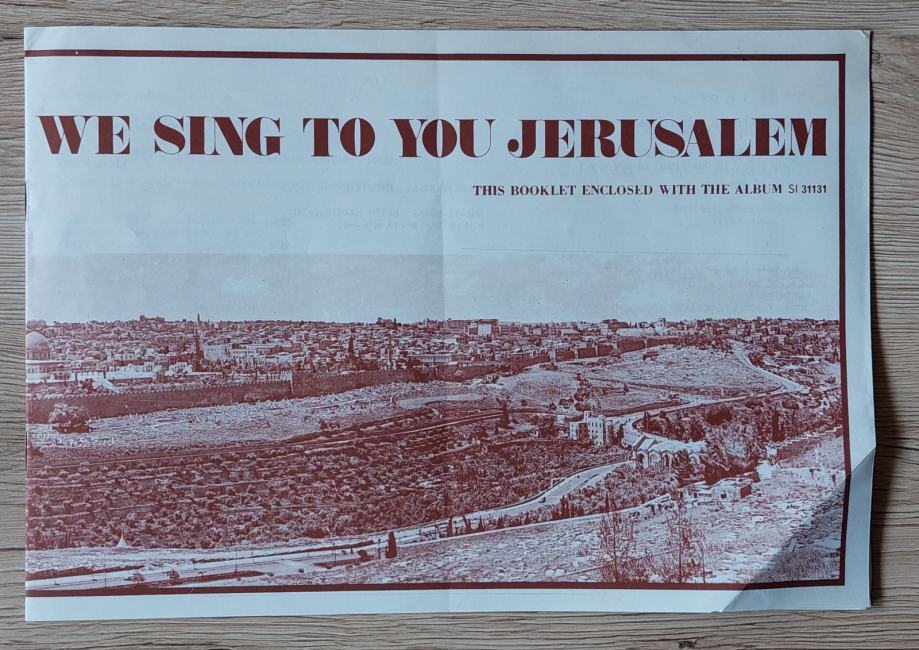 WE SING TO YOU JERUSALEM
THIS BOOKLET ENCLOSED WITH THE ALBUM SI 31131